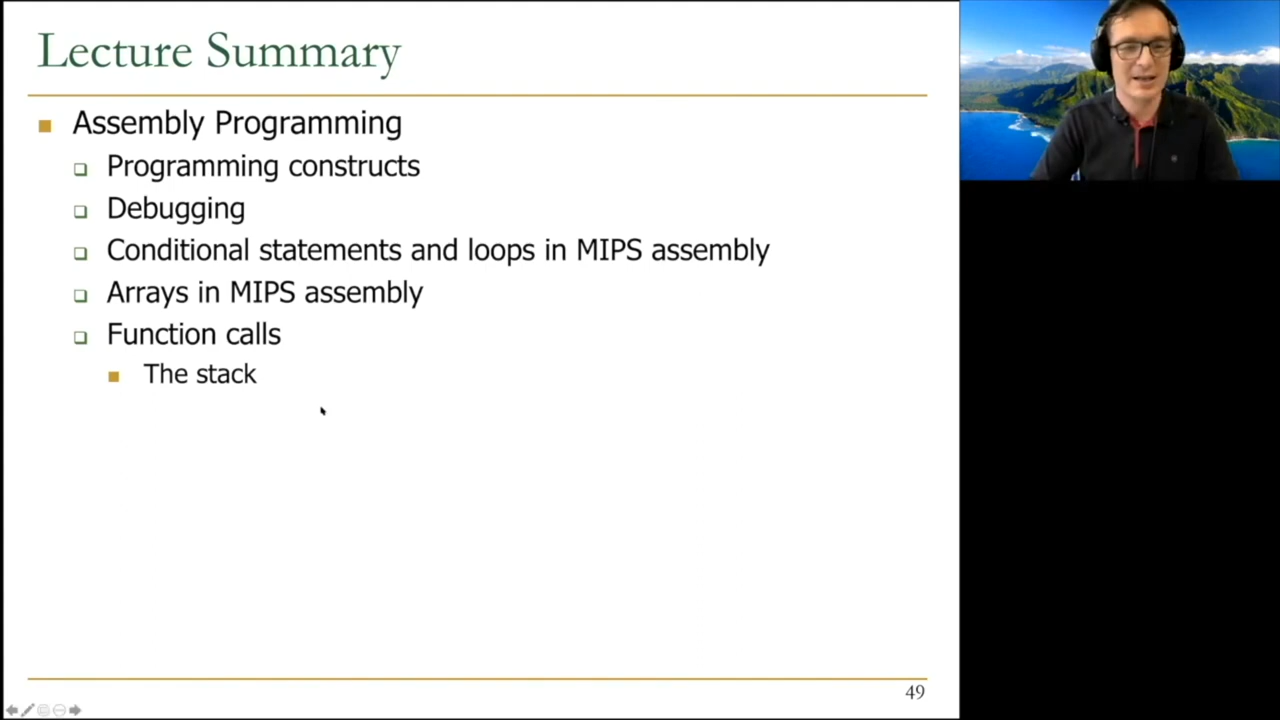 Lecture Summary
Assembly Programming
Programming constructs
Debugging
Conditional statements and loops in MIPS assembly
Arrays in MIPS assembly
Function calls
The stack
49